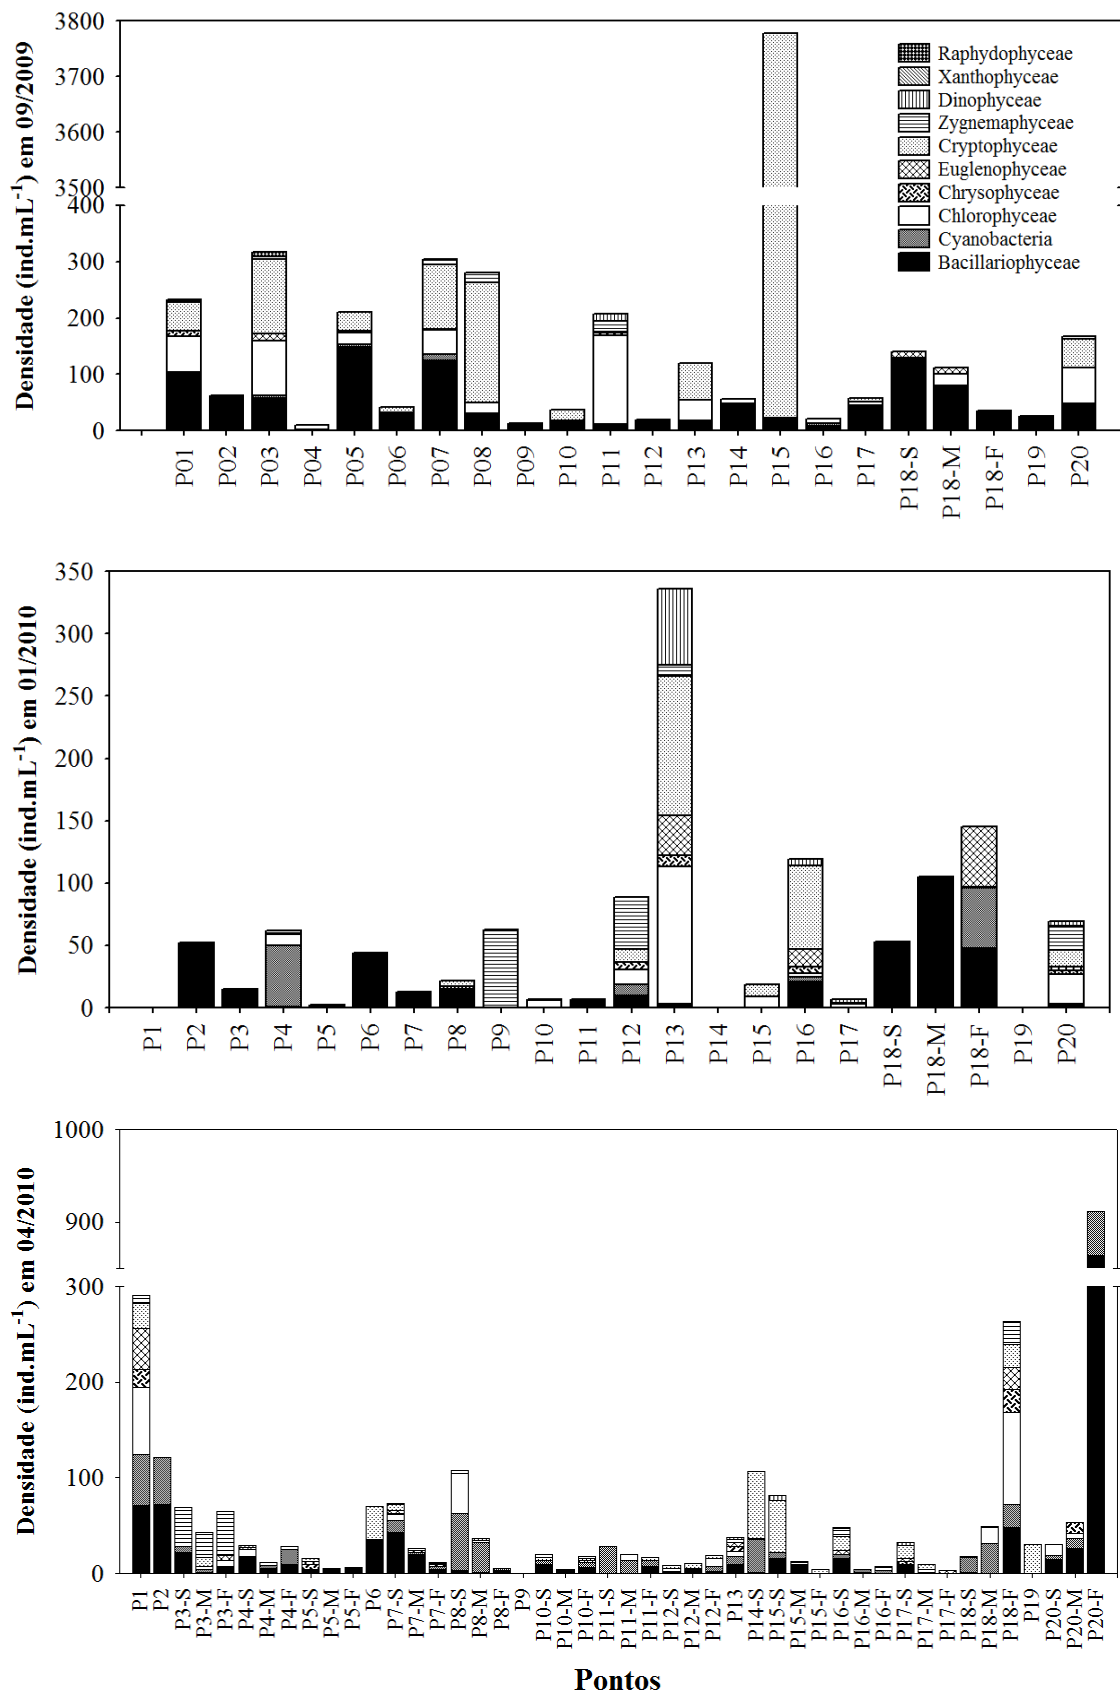 Densidade (ind.mL-1) em 09/2009
3800
3700
3600
3500
400
300
200
100
0
Raphydophyceae
Xanthophyceae
Dinophyceae
Zygnemaphyceae
Cryptophyceae
Euglenophyceae
Chrysophyceae
Chlorophyceae
Cyanobacteria
Bacillariophyceae
P01 P02 P03 P04 P05 P06 P07 P08 P09 P10 P11 P12 P13 P14 P15 P16 P17 P18-S P18-M P18-F P19 P20
Densidade (ind.mL-1) em 01/2010
350
300
250
200
150
100
50
0
P1 P2 P3 P4 P5 P6 P7 P8 P9 P10 P11 P12 P13 P14 P15 P16 P17 P18-S P18-M P18-F P19 P20
Densidade (ind.mL-1) em 04/2010
1000
900
300
200
100
0
P1 P2 P3-S P3-M P3-F P4-S P4-M P4-F P5-S P5-M P5-F P6 P7-S P7-M P7-F P8-S P8-M P8-F P9 P10-S P10-M P10-F P11-S P11-M P11-F P12-S P12-M P12-F P13 P14-S P15-S P15-M P15-F P16-S P16-M P16-F P17-S P17-M P17-F P18-S P18-M P18-F P19 P20-S P20-M P20-F
Pontos